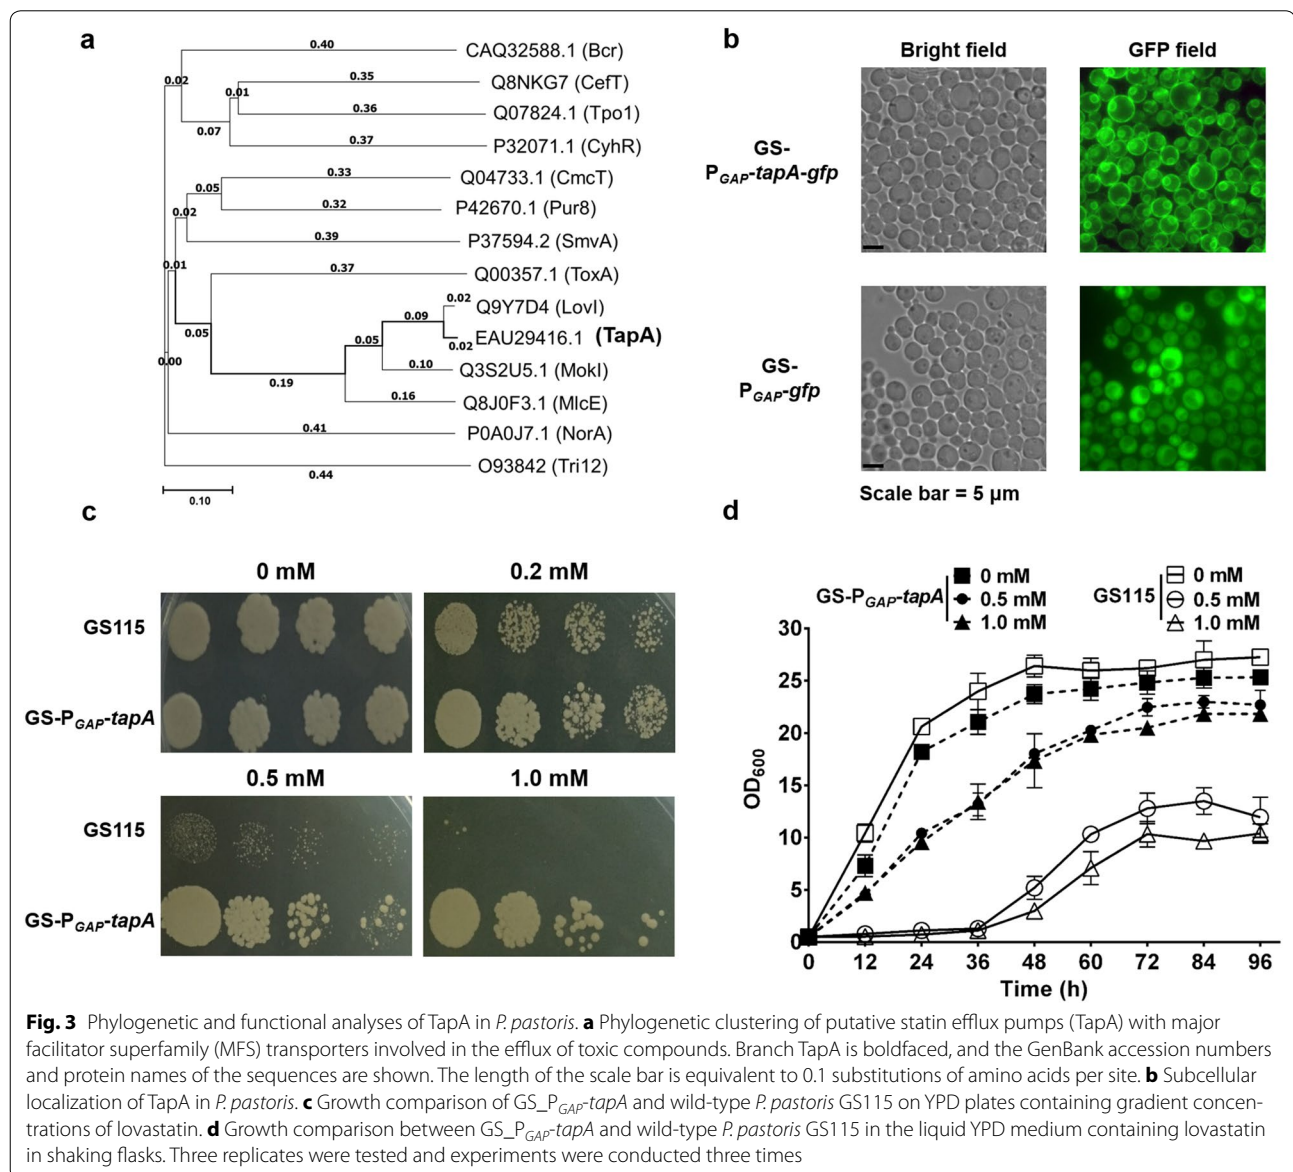 a
0.40
CAQ32588.1 (Bcr)
0.02
0.35
Q8NKG7 (CefT)
0.01
0.36
Q07824.1 (Tpo1)
0.07
0.37
P32071.1 (CyhR)
0.33
Q04733.1 (CmcT)
0.05
0.32
P42670.1 (Pur8)
0.02
0.39
P37594.2 (SmvA)
0.01
0.37
Q00357.1 (ToxA)
0.02
Q9Y7D4 (LovI)
0.09
0.05
0.05
EAU29416.1 (TapA)
0.02
0.00
0.10
Q3S2U5.1 (MokI)
0.19
0.16
Q8J0F3.1 (MlcE)
0.41
P0A0J7.1 (NorA)
0.44
O93842 (Tri12)
0.10
b
Bright field GFP field
GS-
PGAP-tapA-gfp
GS-
PGAP-gfp
Scale bar = 5 µm
c
0 mM 0.2 mM
GS115
GS-PGAP-tapA
0.5 mM 1.0 mM
GS115
GS-PGAP-tapA
d
GS-PGAP-tapA
0 mM
0.5 mM
1.0 mM
GS115
0 mM
0.5 mM
1.0 mM
OD600
30
25
20
15
10
5
0
0 12 24 36 48 60 72 84 96
Time (h)
Fig. 3 Phylogenetic and functional analyses of TapA in P. pastoris. a Phylogenetic clustering of putative statin efflux pumps (TapA) with major
facilitator superfamily (MFS) transporters involved in the efflux of toxic compounds. Branch TapA is boldfaced, and the GenBank accession numbers
and protein names of the sequences are shown. The length of the scale bar is equivalent to 0.1 substitutions of amino acids per site. b Subcellular
localization of TapA in P. pastoris. c Growth comparison of GS_PGAP-tapA and wild-type P. pastoris GS115 on YPD plates containing gradient concen-
trations of lovastatin. d Growth comparison between GS_PGAP-tapA and wild-type P. pastoris GS115 in the liquid YPD medium containing lovastatin
in shaking flasks. Three replicates were tested and experiments were conducted three times